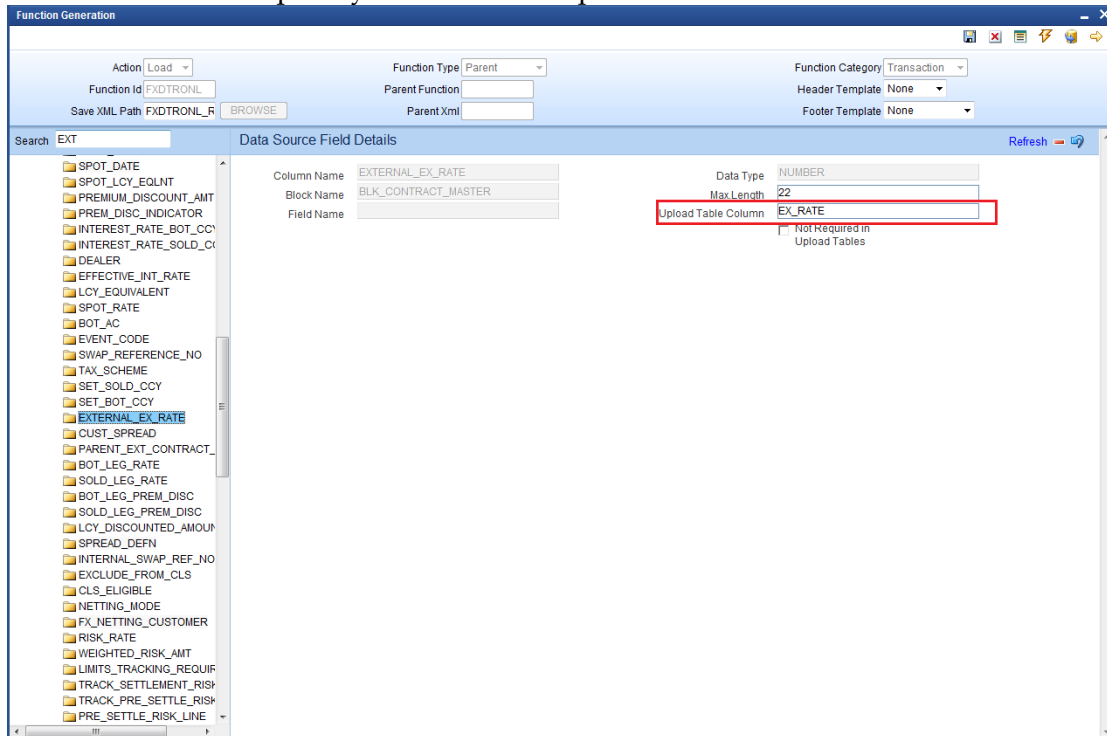 Function Generation
Action Load
Function Type Parent
Function Category Transaction
Function Id FXDTRONL
Parent Function
Header Template None
Save XML Path FXDTRONL_R BROWSE
Parent Xml
Footer Template None
Search EXT
Data Source Field Details
Refresh
SPOT_DATE
SPOT_LCY_EQLNT
PREMIUM_DISCOUNT_AMT
PREM_DISC_INDICATOR
INTEREST_RATE_BOT_CCY
INTEREST_RATE_SOLD_C
DEALER
EFFECTIVE_INT_RATE
LCY_EQUIVALENT
SPOT_RATE
BOT_AC
EVENT_CODE
SWAP_REFERENCE_NO
TAX_SCHEME
SET_SOLD_CCY
SET_BOT_CCY
EXTERNAL_EX_RATE
CUST_SPREAD
PARENT_EXT_CONTRACT_
BOT_LEG_RATE
SOLD_LEG_RATE
BOT_LEG_PREM_DISC
SOLD_LEG_PREM_DISC
LCY_DISCOUNTED_AMOUN
SPREAD_DEFN
INTERNAL_SWAP_REF_NO
EXCLUDE_FROM_CLS
CLS_ELIGIBLE
NETTING_MODE
FX_NETTING_CUSTOMER
RISK_RATE
WEIGHTED_RISK_AMT
LIMITS_TRACKING_REQUIR
TRACK_SETTLEMENT_RISK
TRACK_PRE_SETTLE_RISK
PRE_SETTLE_RISK_LINE
Column Name EXTERNAL_EX_RATE
Data Type NUMBER
Block Name BLK_CONTRACT_MASTER
Max.Length 22
Field Name
Upload Table Column EX_RATE
Not Required in
Upload Tables